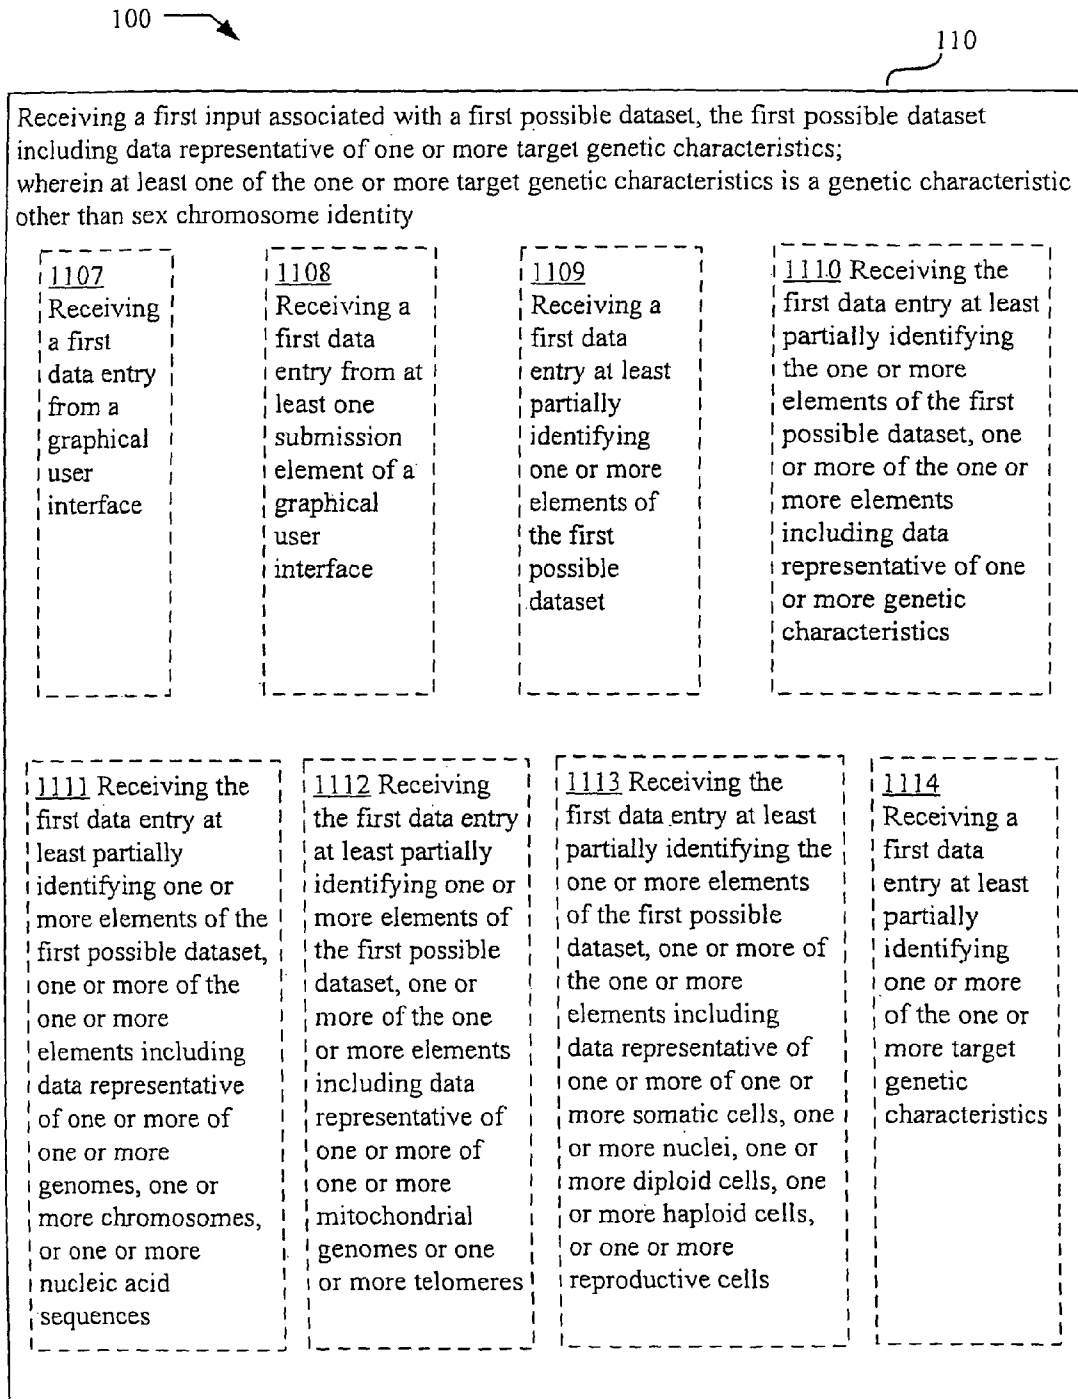 100
110
Receiving a first input associated with a first possible dataset, the first possible dataset
including data representative of one or more target genetic characteristics;
wherein at least one of the one or more target genetic characteristics is a genetic characteristic
other than sex chromosome identity
1107
Receiving
a first
data entry
from a
graphical
user
interface
1108
Receiving a
first data
entry from at
least one
submission
element of a
graphical
user
interface
1109
Receiving a
first data
entry at least
partially
identifying
one or more
elements of
the first
possible
dataset
1110 Receiving the
first data entry at least
partially identifying
the one or more
elements of the first
possible dataset, one
or more of the one or
more elements
including data
representative of one
or more genetic
characteristics
1111 Receiving the
first data entry at
least partially
identifying one or
more elements of the
first possible dataset,
one or more of the
one or more
elements including
data representative
of one or more of
one or more
genomes, one or
more chromosomes,
or one or more
nucleic acid
sequences
1112 Receiving
the first data entry
at least partially
identifying one or
more elements of
the first possible
dataset, one or
more of the one
or more elements
including data
representative of
one or more of
one or more
mitochondrial
genomes or one
or more telomeres
1113 Receiving the
first data entry at least
partially identifying the
one or more elements
of the first possible
dataset, one or more of
the one or more
elements including
data representative of
one or more of one or
more somatic cells, one
or more nuclei, one or
more diploid cells, one
or more haploid cells,
or one or more
reproductive cells
1114
Receiving a
first data
entry at least
partially
identifying
one or more
of the one or
more target
genetic
characteristics